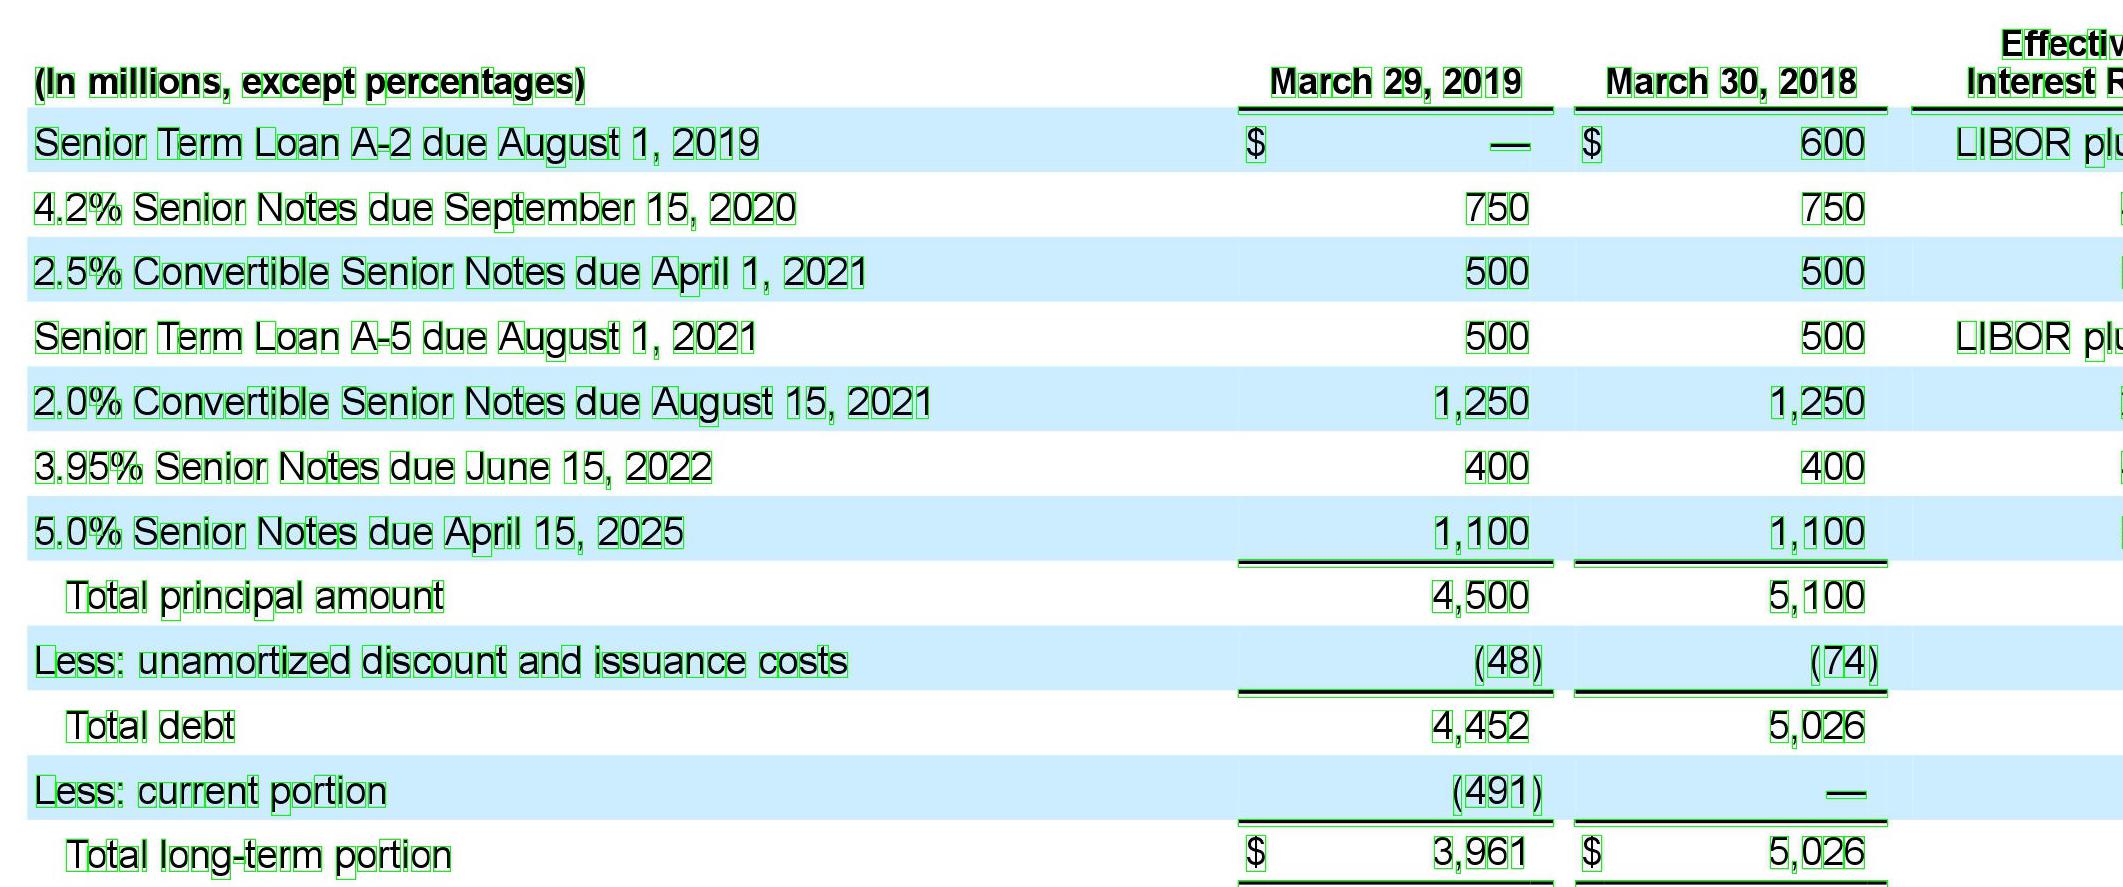 Effectiv
(In millions, except percentages) March 29, 2019 March 30, 2018 Interest R
Senior Term Loan A-2 due August 1, 2019 $ — $ 600 LIBOR plu
4.2% Senior Notes due September 15, 2020 750 750
2.5% Convertible Senior Notes due April 1, 2021 500 500
Senior Term Loan A-5 due August 1, 2021 500 500 LIBOR plu
2.0% Convertible Senior Notes due August 15, 2021 1,250 1,250
3.95% Senior Notes due June 15, 2022 400 400
5.0% Senior Notes due April 15, 2025 1,100 1,100
Total principal amount 4,500 5,100
Less: unamortized discount and issuance costs (48) (74)
Total debt 4,452 5,026
Less: current portion (491) —
Total long-term portion $ 3,961 $ 5,026